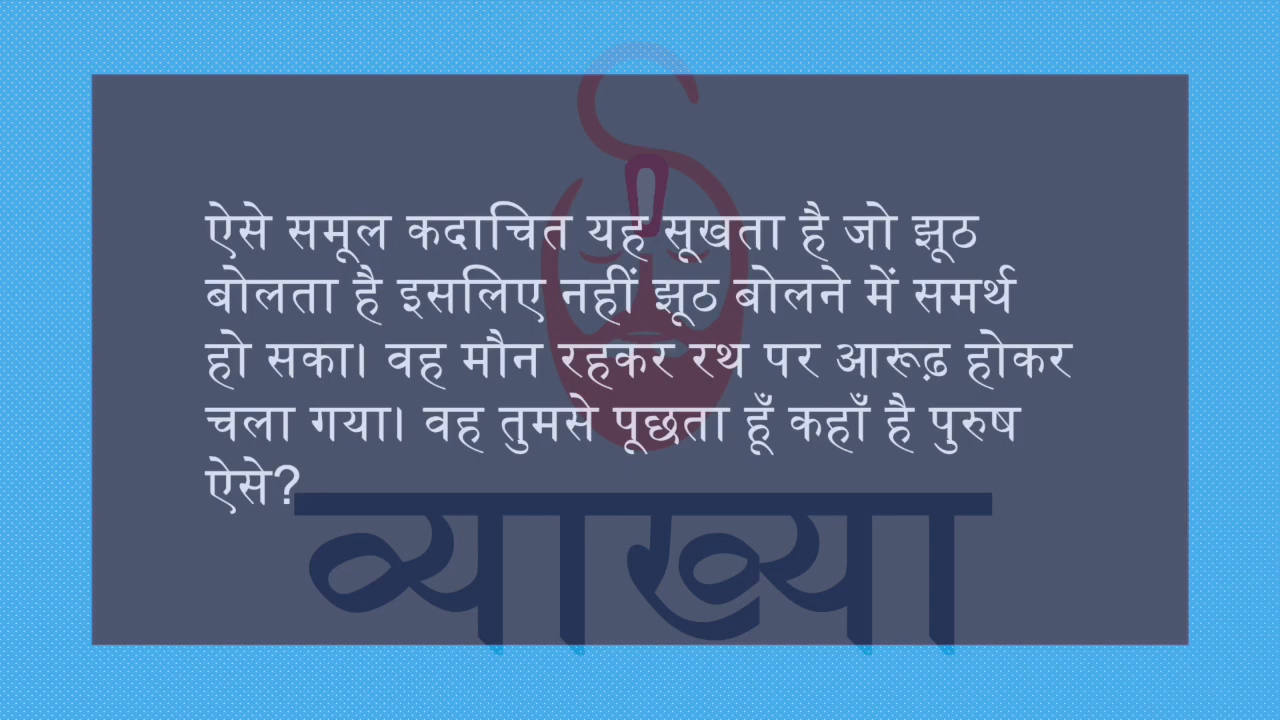 ऐसे समूल कदाचित यह सूखता है जो झूठ
बोलता है इसलिए नहीं झूठ बोलने में समर्थ
हो सका। वह मौन रहकर रथ पर आरूढ़ होकर
चला गया। वह तुमसे पूछता हूँ कहाँ है पुरुष
ऐसे?
व्याख्या